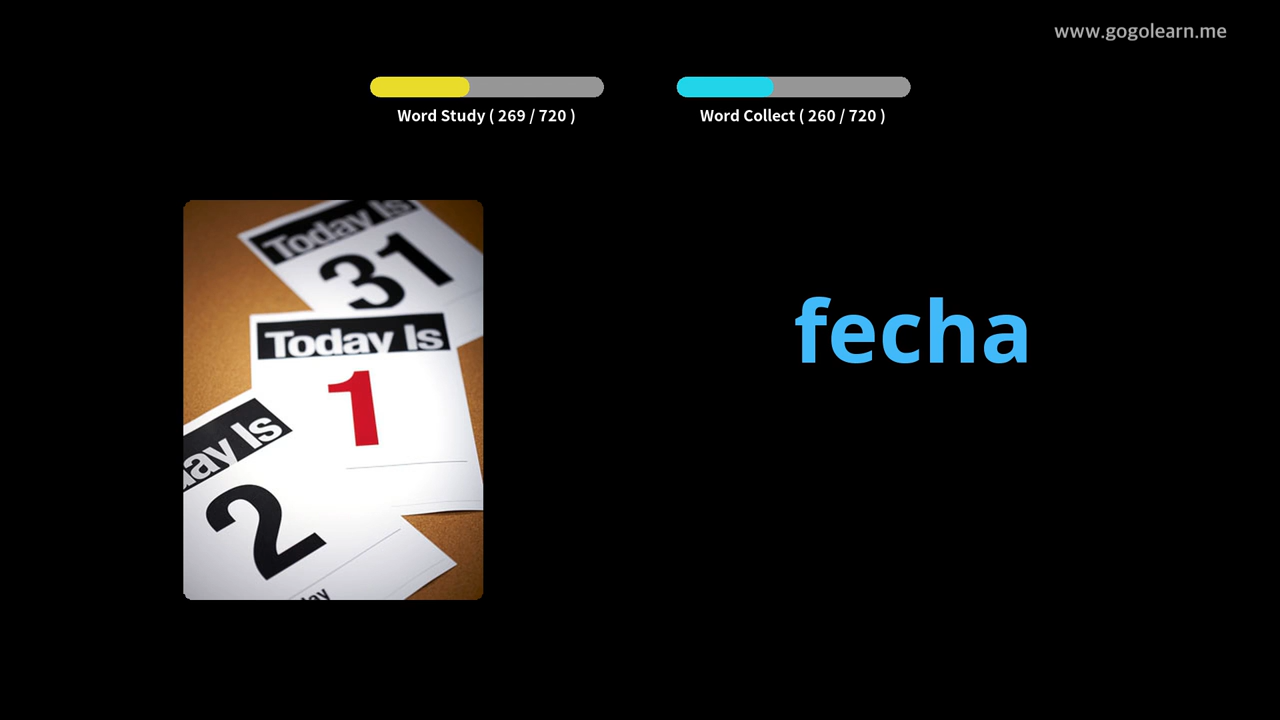 www.gogolearn.me
Word Study ( 269 / 720 )
Word Collect ( 260 / 720 )
Today Is
31
Today Is
1
day Is
2
fecha